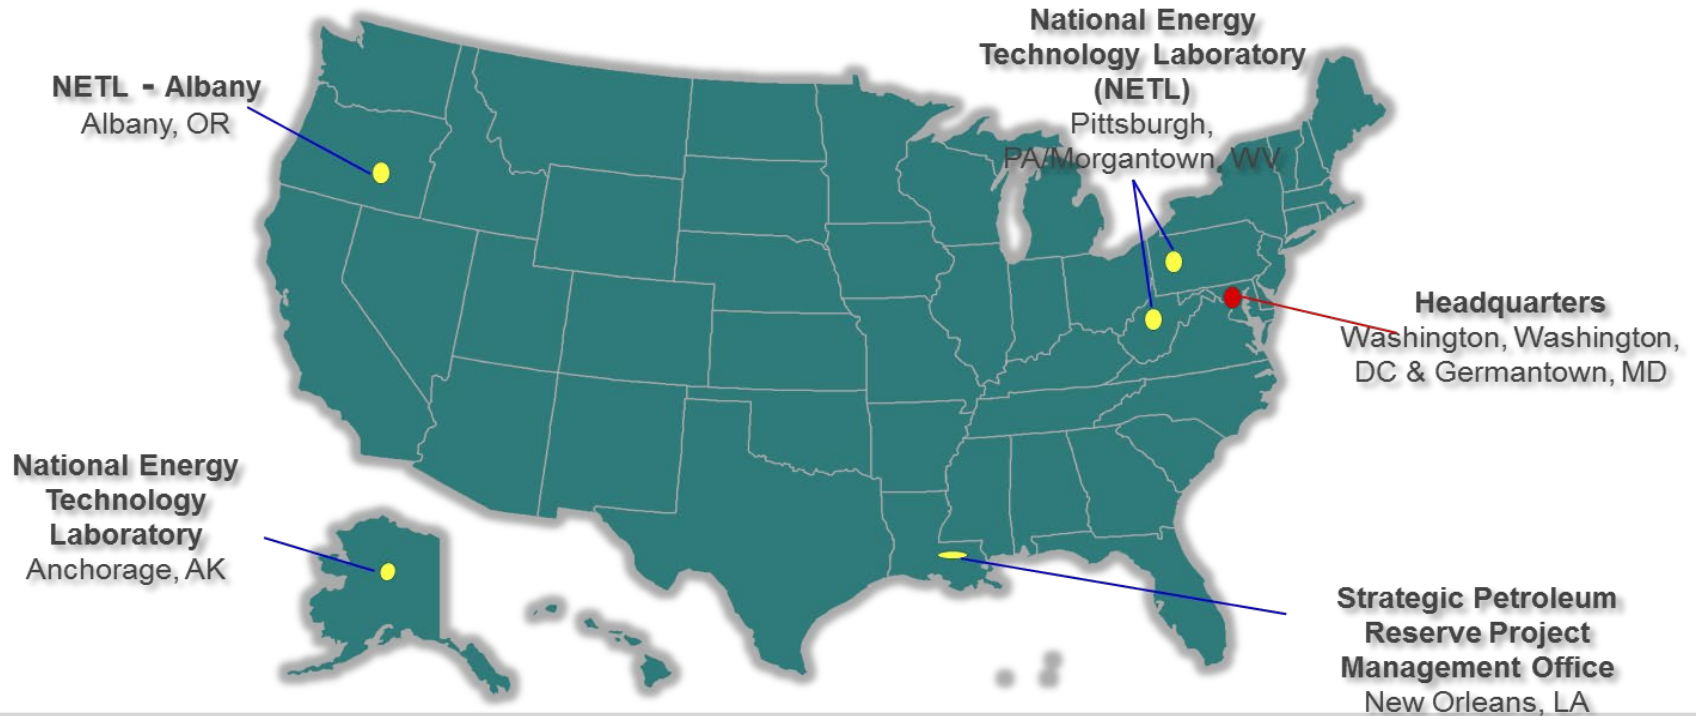 National Energy
Technology Laboratory
(NETL)
Pittsburgh,
PA/Morgantown, WV
NETL - Albany
Albany, OR
Headquarters
Washington, Washington,
DC & Germantown, MD
National Energy
Technology
Laboratory
Anchorage, AK
Strategic Petroleum
Reserve Project
Management Office
New Orleans, LA